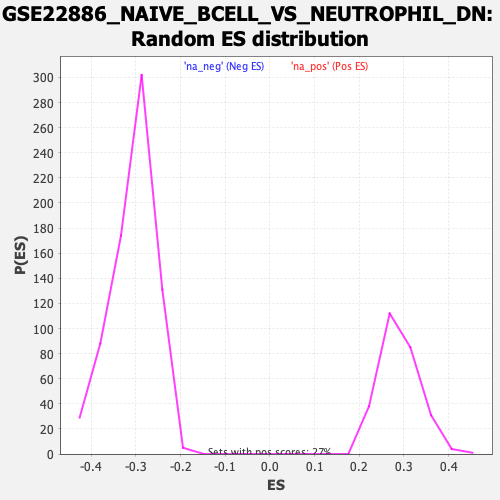 GSE22886_NAIVE_BCELL_VS_NEUTROPHIL_DN:
Random ES distribution
'na_neg' (Neg ES) 'na_pos' (Pos ES)
300
280
260
240
220
200
180
160
140
120
100
80
60
40
20
0
P(ES)
Sets with pos scores: 27%
-0.4 -0.3 -0.2 -0.1 0.0 0.1 0.2 0.3 0.4
ES